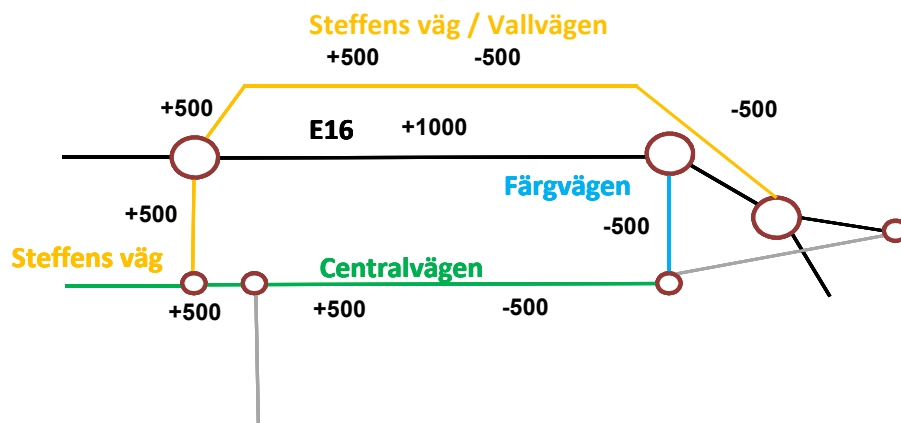 Steffens väg / Vallvägen
+500 -500
+500
-500
E16 +1000
Färgvägen
+500
-500
Steffens väg
Centralvägen
+500
+500
-500